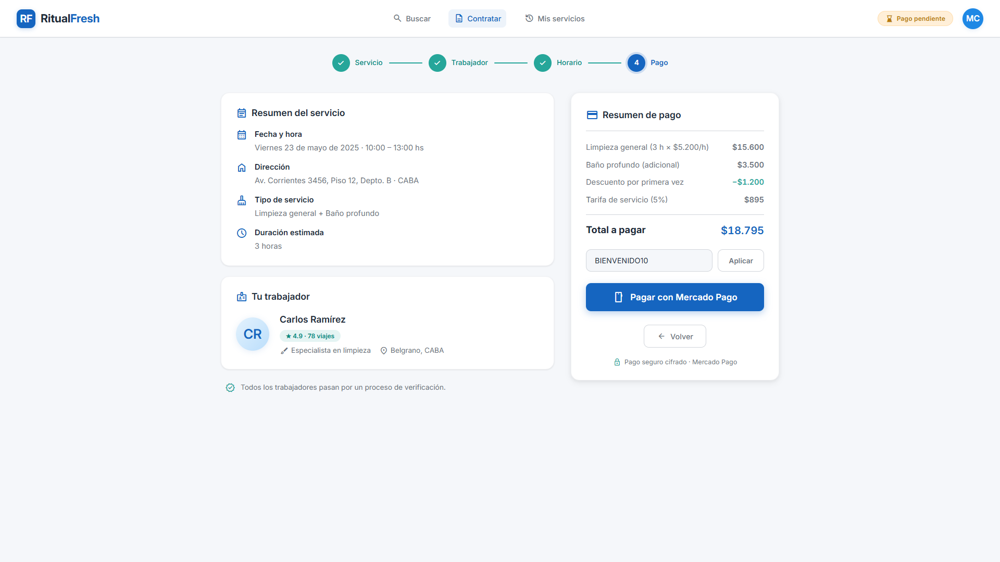 RF RitualFresh
Buscar
Contratar
Mis servicios
Pago pendiente
MC
Servicio
Trabajador
Horario
4 Pago
Resumen del servicio
Fecha y hora
Viernes 23 de mayo de 2025 · 10:00 – 13:00 hs
Dirección
Av. Corrientes 3456, Piso 12, Depto. B · CABA
Tipo de servicio
Limpieza general + Baño profundo
Duración estimada
3 horas
Tu trabajador
CR
Carlos Ramírez
★ 4.9 · 78 viajes
Especialista en limpieza
Belgrano, CABA
Todos los trabajadores pasan por un proceso de verificación.
Resumen de pago
Limpieza general (3 h × $5.200/h) $15.600
Baño profundo (adicional) $3.500
Descuento por primera vez −$1.200
Tarifa de servicio (5%) $895
Total a pagar $18.795
BIENVENIDO10
Aplicar
Pagar con Mercado Pago
Volver
Pago seguro cifrado · Mercado Pago